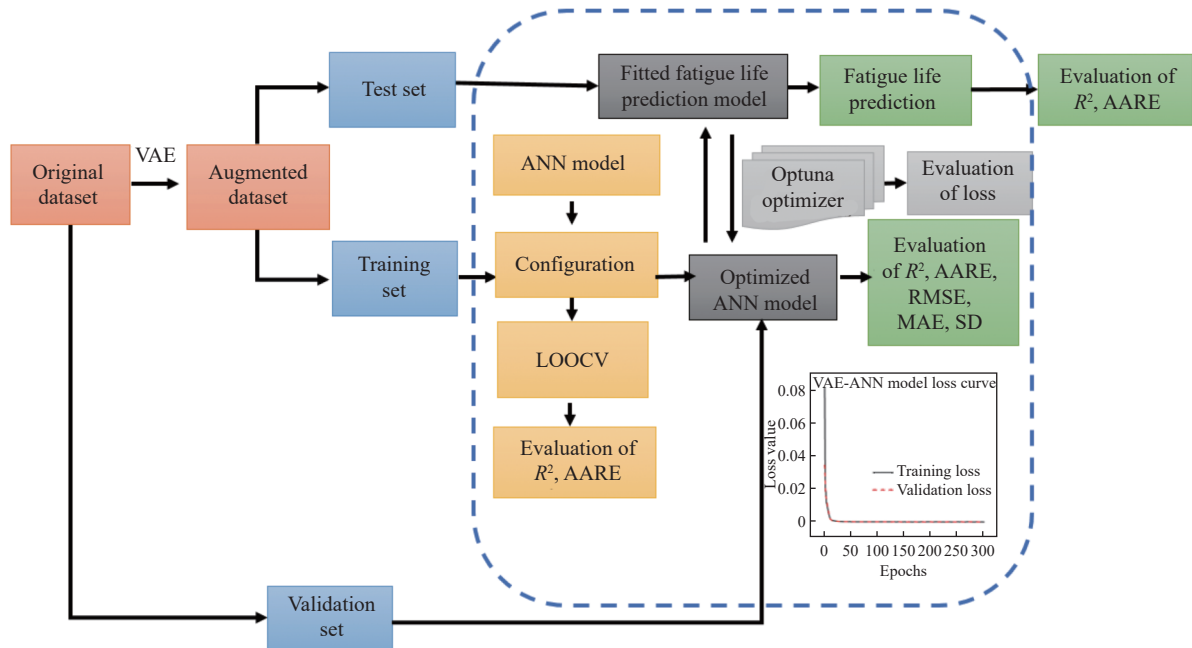 Original
dataset
VAE
Augmented
dataset
Test set
Training
set
Validation
set
ANN model
Configuration
LOOCV
Evaluation of
R², AARE
Fitted fatigue life
prediction model
Optimized
ANN model
Fatigue life
prediction
Evaluation of
R², AARE
Optuna
optimizer
Evaluation
of loss
Evaluation
of R², AARE,
RMSE,
MAE, SD
VAE-ANN model loss curve
Loss value
0.08
0.06
0.04
0.02
0
Training loss
Validation loss
0 50 100 150 200 250 300
Epochs